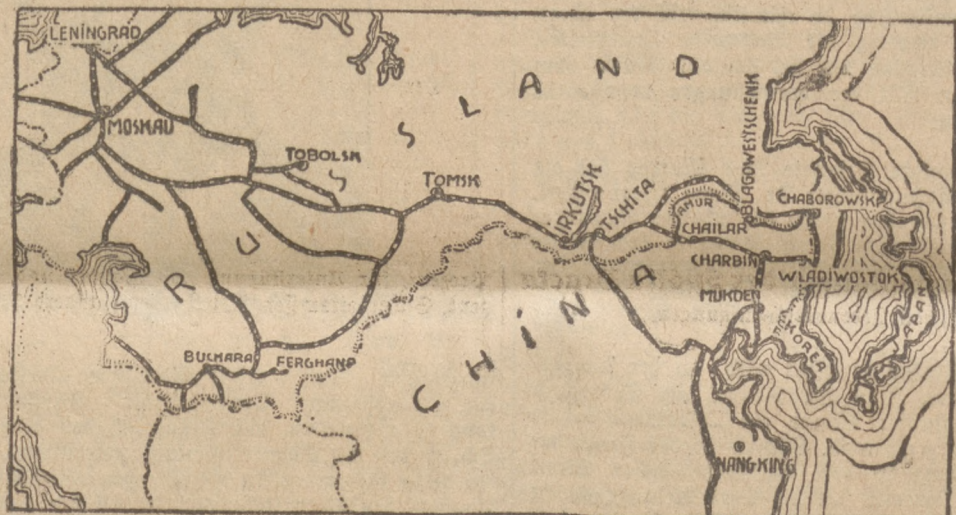 LENINGRAD
MOSKAU
TOBOLSK
TOMSK
RUSSLAND
IRKUTSK
TSCHITA
AMUR
BLAGOWESTSCHENK
CHABOROWSK
CHAILAR
CHARBIN
WLADIWOSTOK
MUKDEN
KOREA
JAPAN
CHINA
BUCHARA
FERGHANA
NANGKING